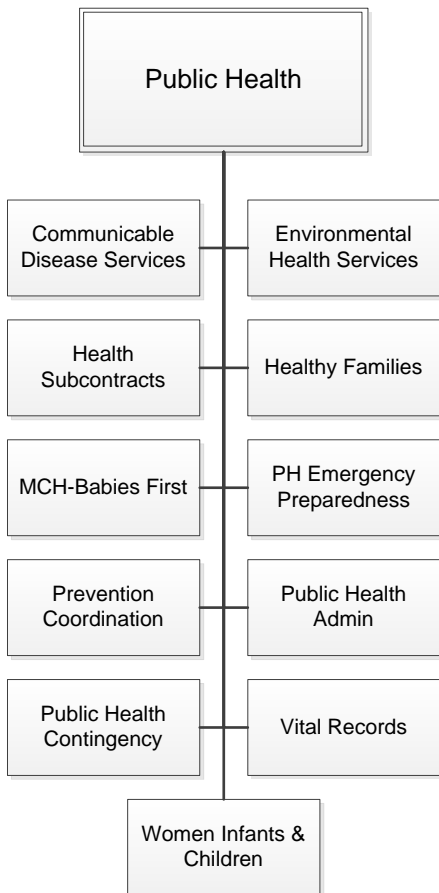 Public Health
Communicable
Disease Services
Environmental
Health Services
Health
Subcontracts
Healthy Families
MCH-Babies First
PH Emergency
Preparedness
Prevention
Coordination
Public Health
Admin
Public Health
Contingency
Vital Records
Women Infants &
Children